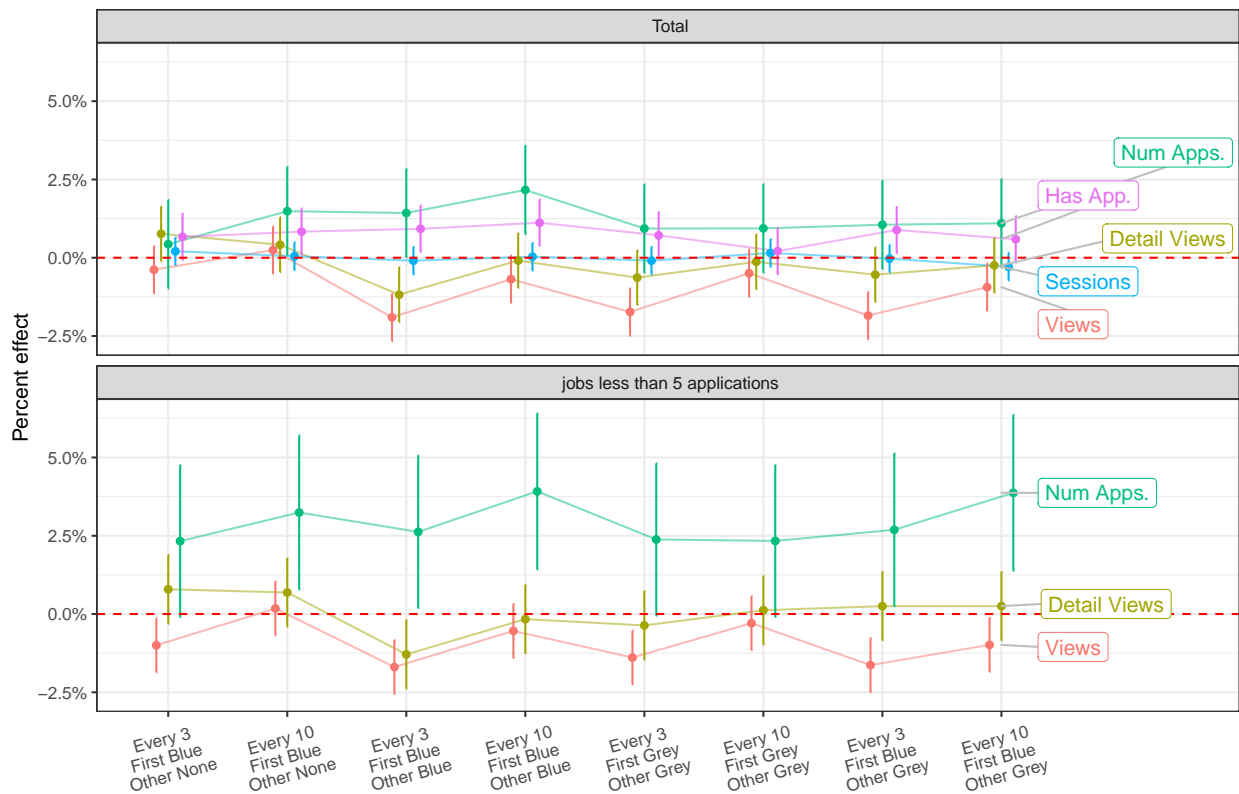 Total
5.0%
2.5%
0.0%
−2.5%
Num Apps.
Has App.
Detail Views
Sessions
Views
Percent effect
jobs less than 5 applications
5.0%
2.5%
0.0%
−2.5%
Num Apps.
Detail Views
Views
Every 3
First Blue
Other None
Every 10
First Blue
Other None
Every 3
First Blue
Other Blue
Every 10
First Blue
Other Blue
Every 3
First Grey
Other Grey
Every 10
First Grey
Other Grey
Every 3
First Blue
Other Grey
Every 10
First Blue
Other Grey